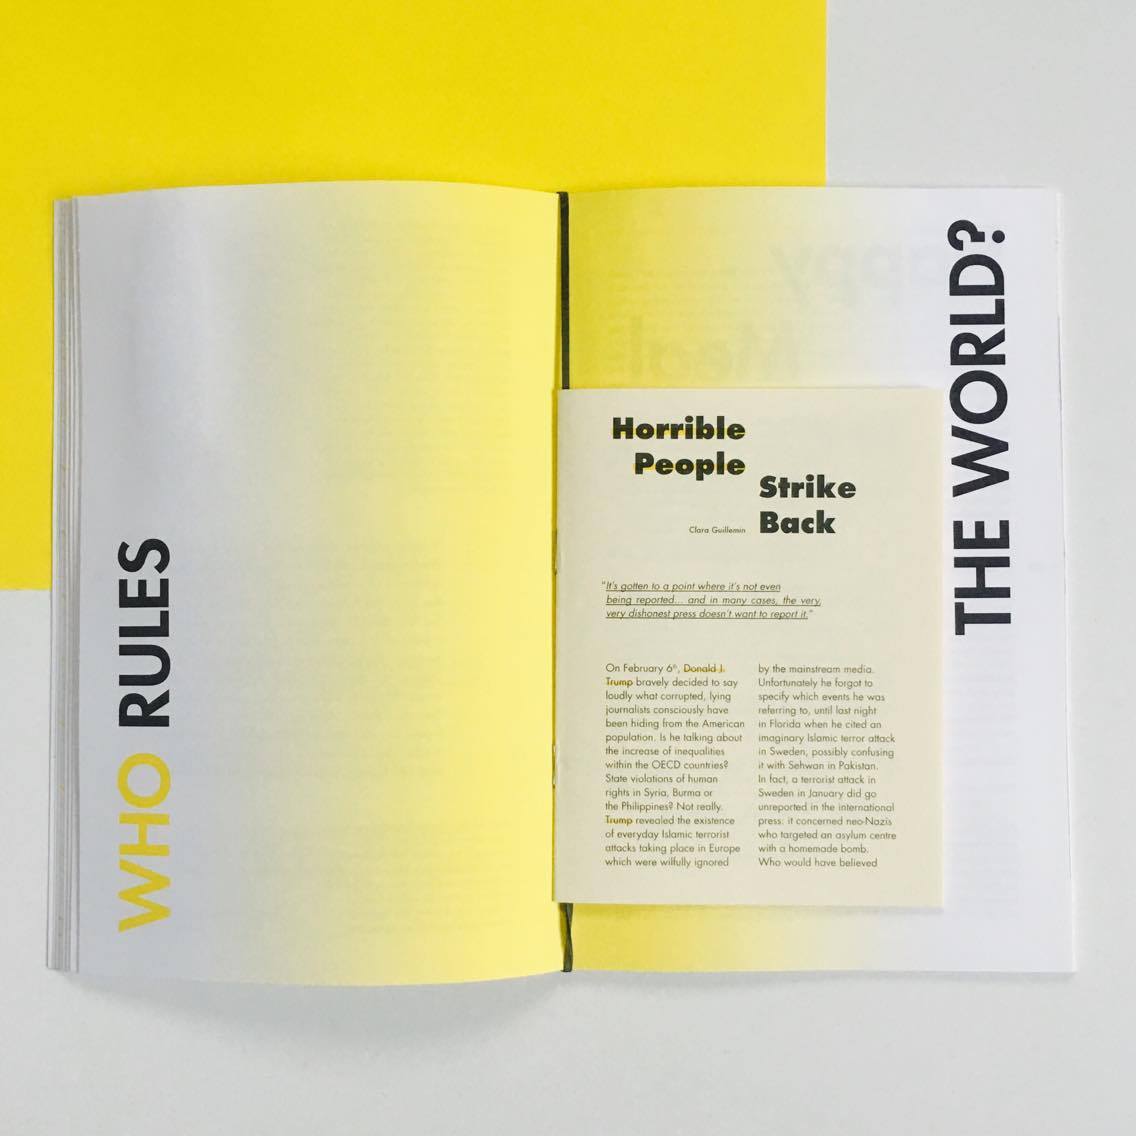 WHO RULES
THE WORLD?
Horrible
People
Strike
Back
Clara Guillemin
"It's gotten to a point where it's not even
being reported... and in many cases, the very,
very dishonest press doesn't want to report it."
On February 6th, Donald J.
Trump bravely decided to say
loudly what corrupted, lying
journalists consciously have
been hiding from the American
population. Is he talking about
the increase of inequalities
within the OECD countries?
State violations of human
rights in Syria, Burma or
the Philippines? Not really.
Trump revealed the existence
of everyday Islamic terrorist
attacks taking place in Europe
which were wilfully ignored
by the mainstream media.
Unfortunately he forgot to
specify which events he was
referring to, until last night
in Florida when he cited an
imaginary Islamic terror attack
in Sweden, possibly confusing
it with Sehwan in Pakistan.
In fact, a terrorist attack in
Sweden in January did go
unreported in the international
press: it concerned neo-Nazis
who targeted an asylum centre
with a homemade bomb.
Who would have believed